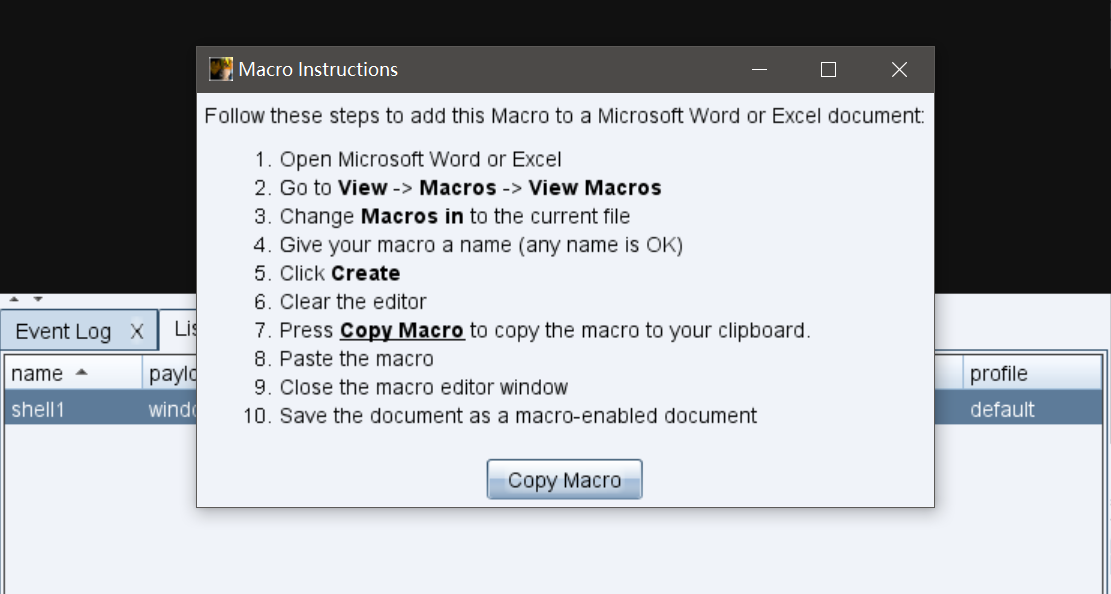 Macro Instructions
Follow these steps to add this Macro to a Microsoft Word or Excel document:
1. Open Microsoft Word or Excel
2. Go to View -> Macros -> View Macros
3. Change Macros in to the current file
4. Give your macro a name (any name is OK)
5. Click Create
6. Clear the editor
7. Press Copy Macro to copy the macro to your clipboard.
8. Paste the macro
9. Close the macro editor window
10. Save the document as a macro-enabled document
Copy Macro
Event Log X
name profile
shell1 default